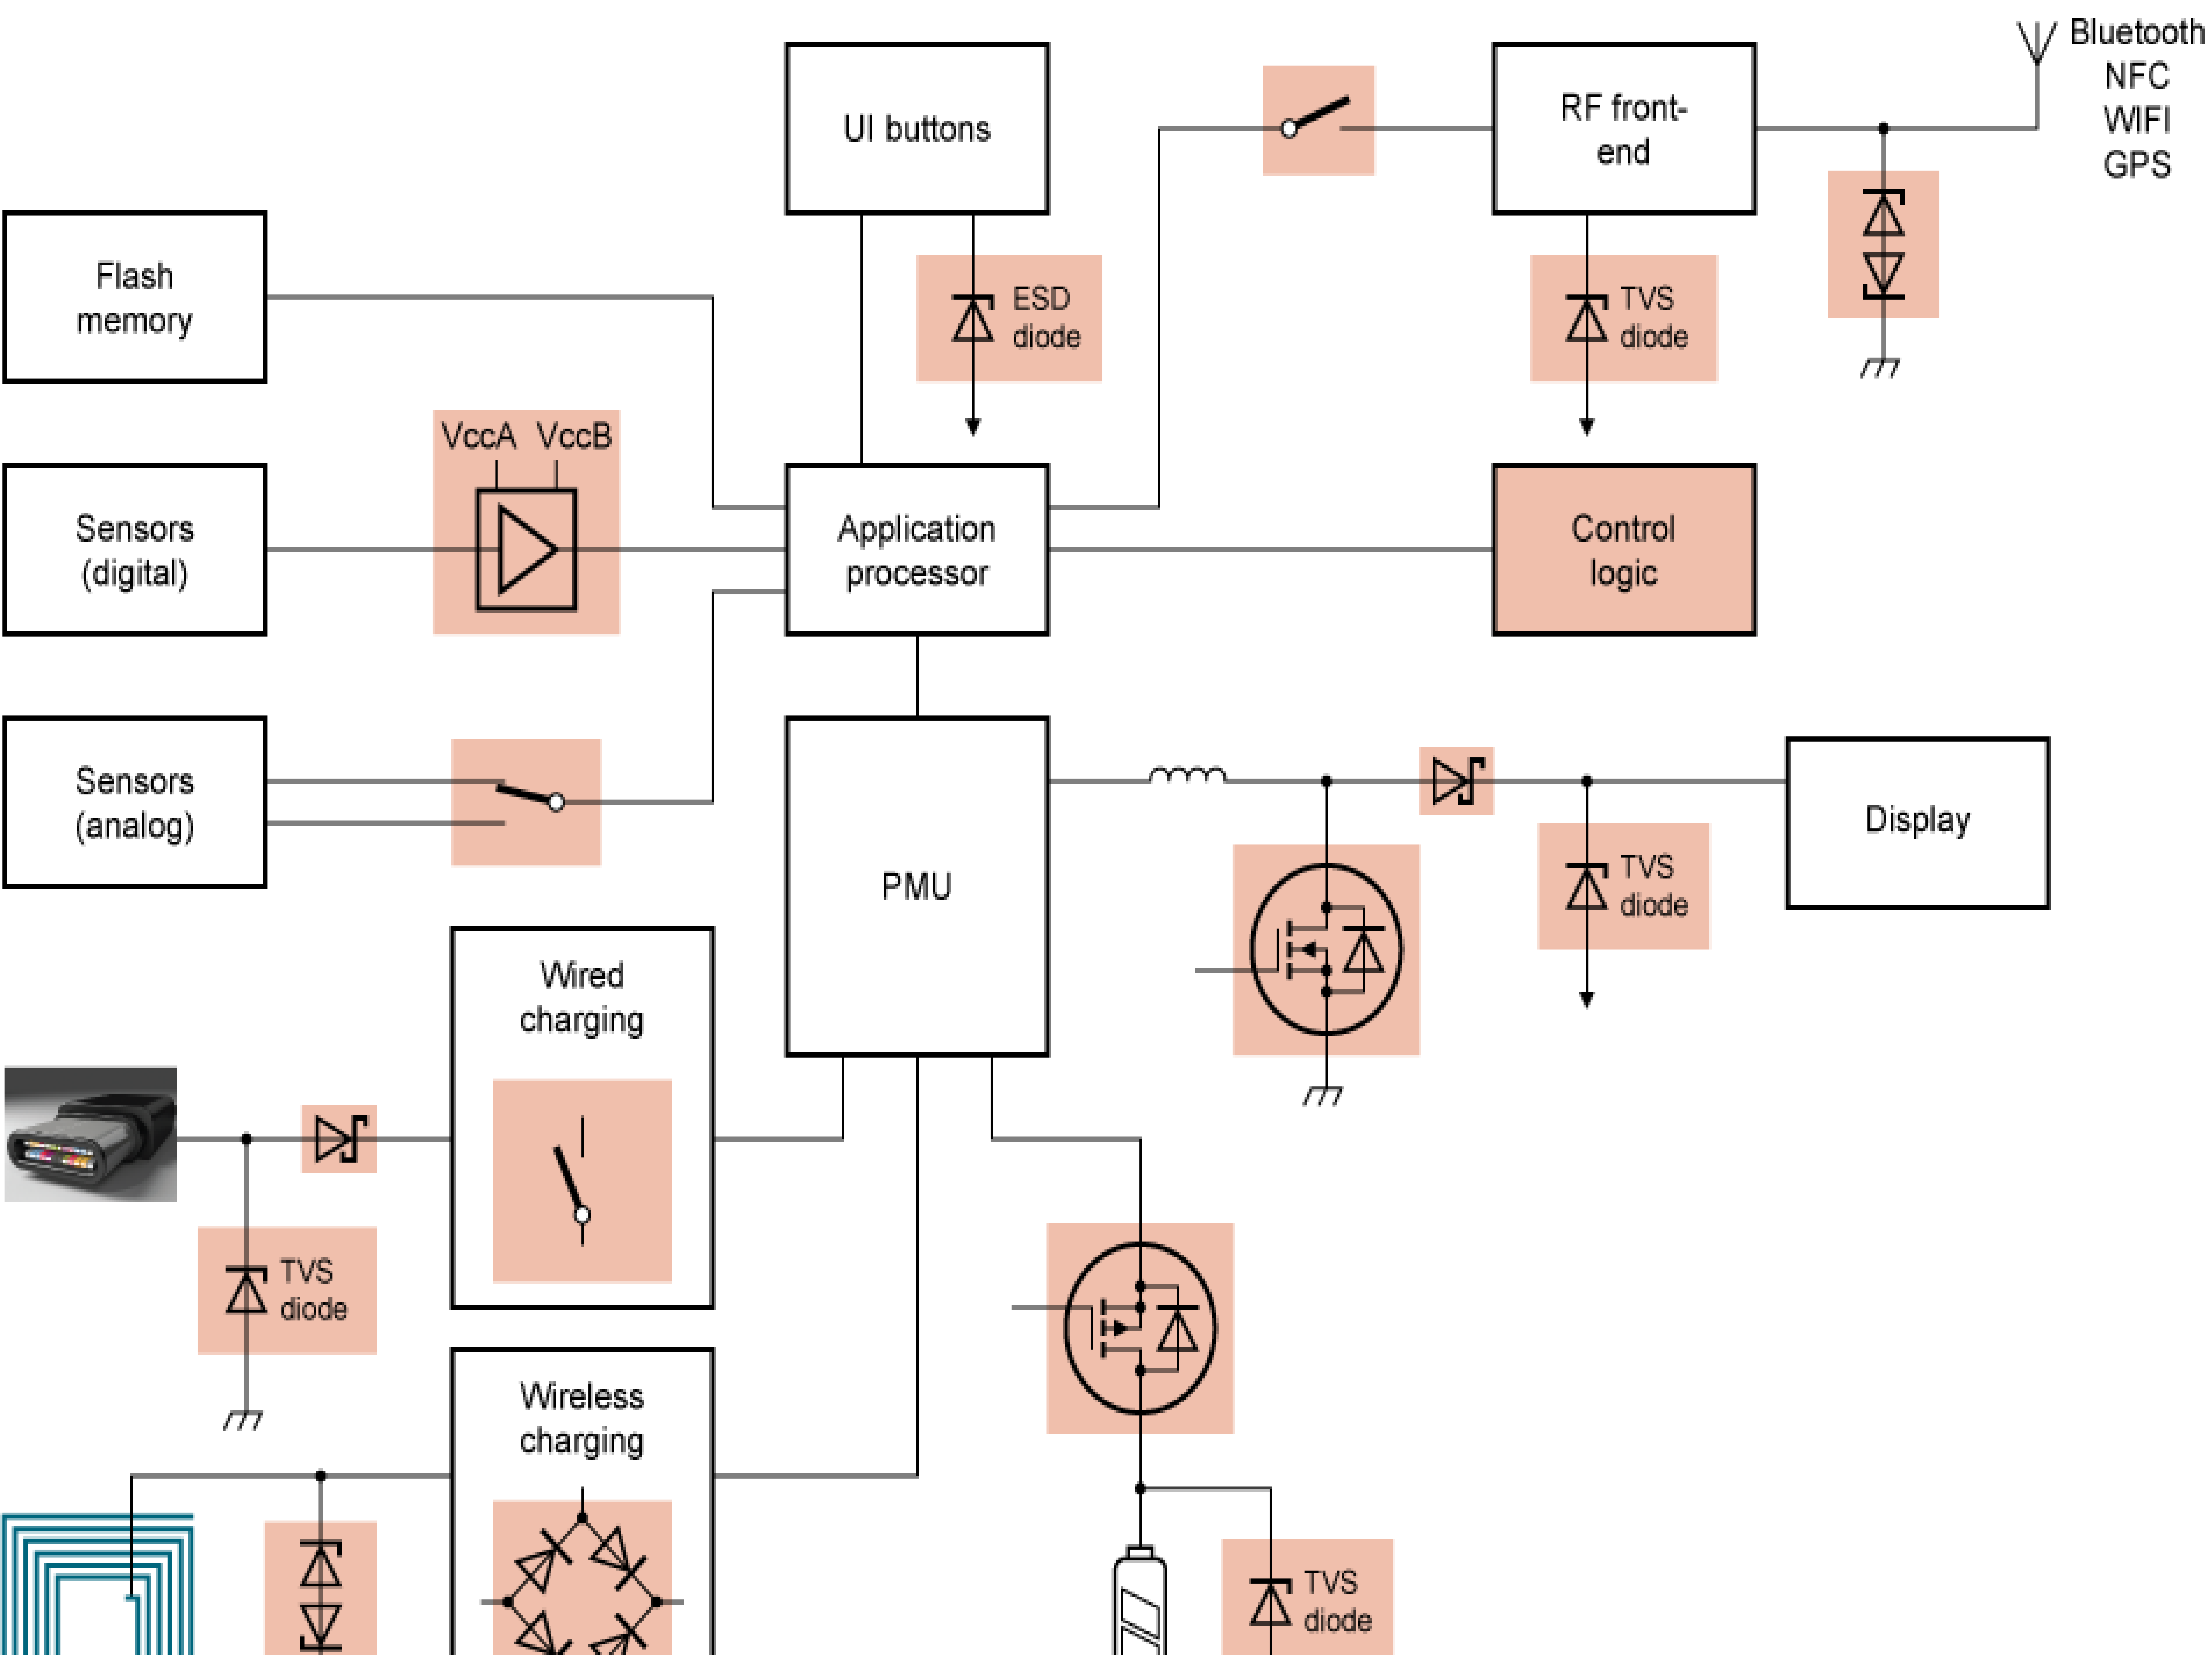 Bluetooth
NFC
WIFI
GPS
UI buttons
RF front-
end
Flash
memory
ESD
diode
TVS
diode
VccA VccB
Sensors
(digital)
Application
processor
Control
logic
Sensors
(analog)
PMU
Display
TVS
diode
Wired
charging
TVS
diode
Wireless
charging
TVS
diode